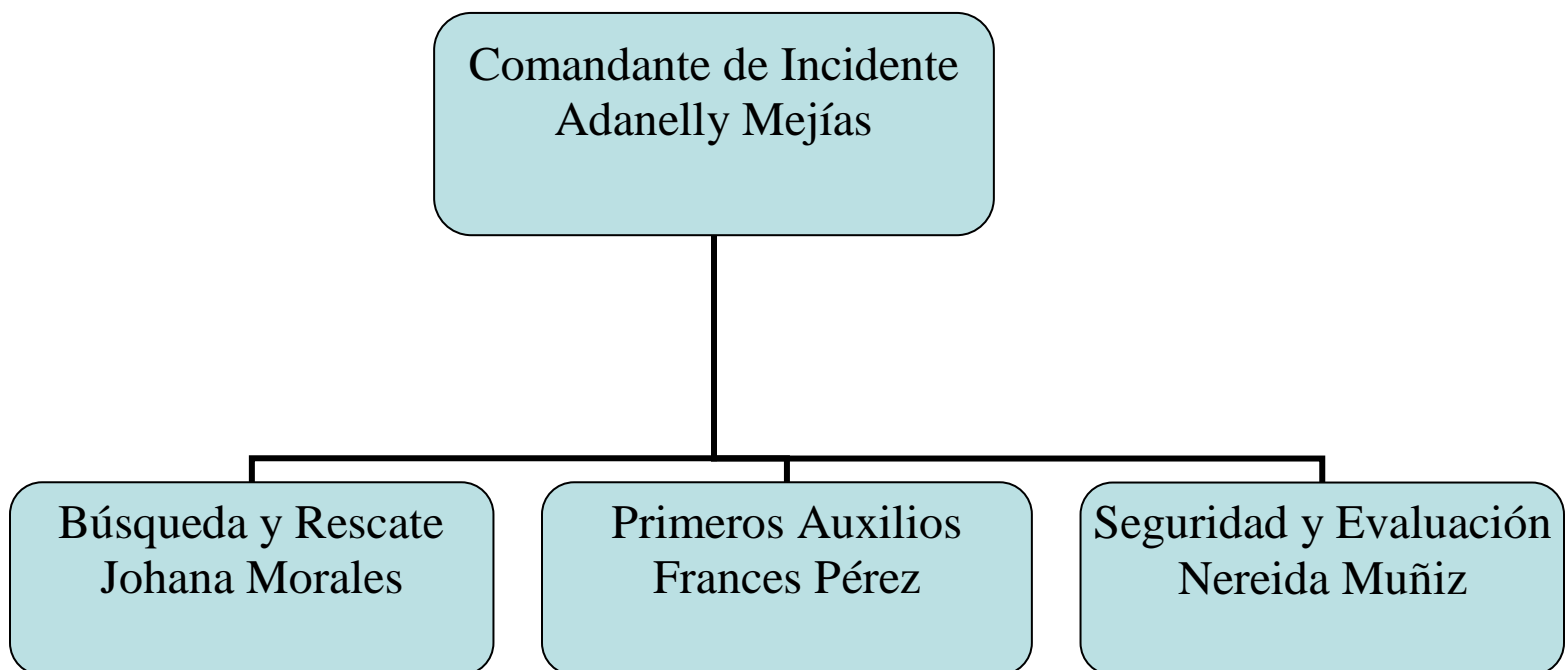 Comandante de Incidente
Adanelly Mejías
Búsqueda y Rescate
Johana Morales
Primeros Auxilios
Frances Pérez
Seguridad y Evaluación
Nereida Muñiz